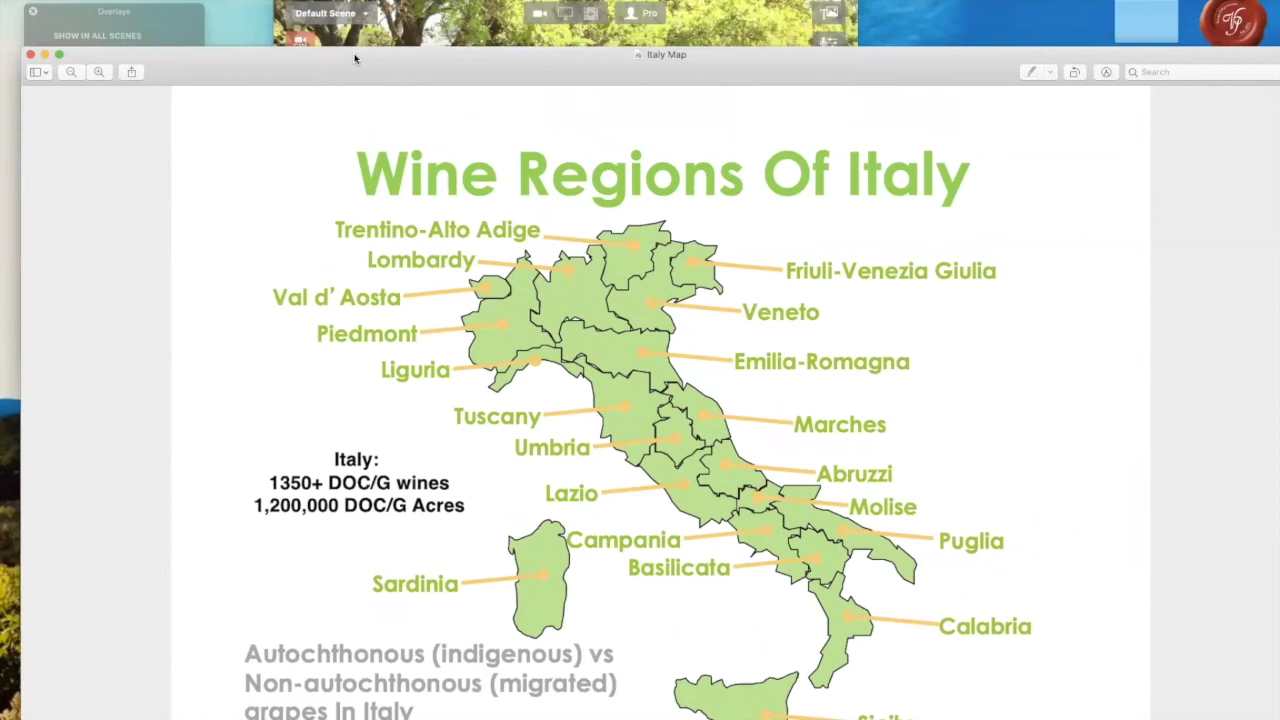 Overlays
SHOW IN ALL SCENES
Default Scene
Pro
Italy Map
Search
Wine Regions Of Italy
Trentino-Alto Adige
Lombardy
Friuli-Venezia Giulia
Val d’ Aosta
Veneto
Piedmont
Liguria
Emilia-Romagna
Tuscany
Marches
Umbria
Abruzzi
Lazio
Molise
Campania
Puglia
Basilicata
Sardinia
Calabria
Italy:
1350+ DOC/G wines
1,200,000 DOC/G Acres
Autochthonous (indigenous) vs
Non-autochthonous (migrated)
grapes In Italy